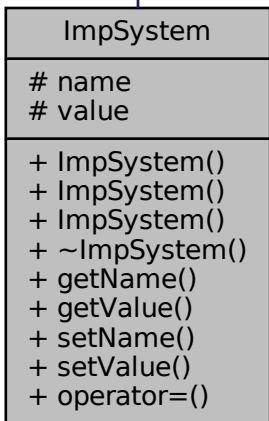 ImpSystem
# name
# value
+ ImpSystem()
+ ImpSystem()
+ ImpSystem()
+ ~ImpSystem()
+ getName()
+ getValue()
+ setName()
+ setValue()
+ operator=()